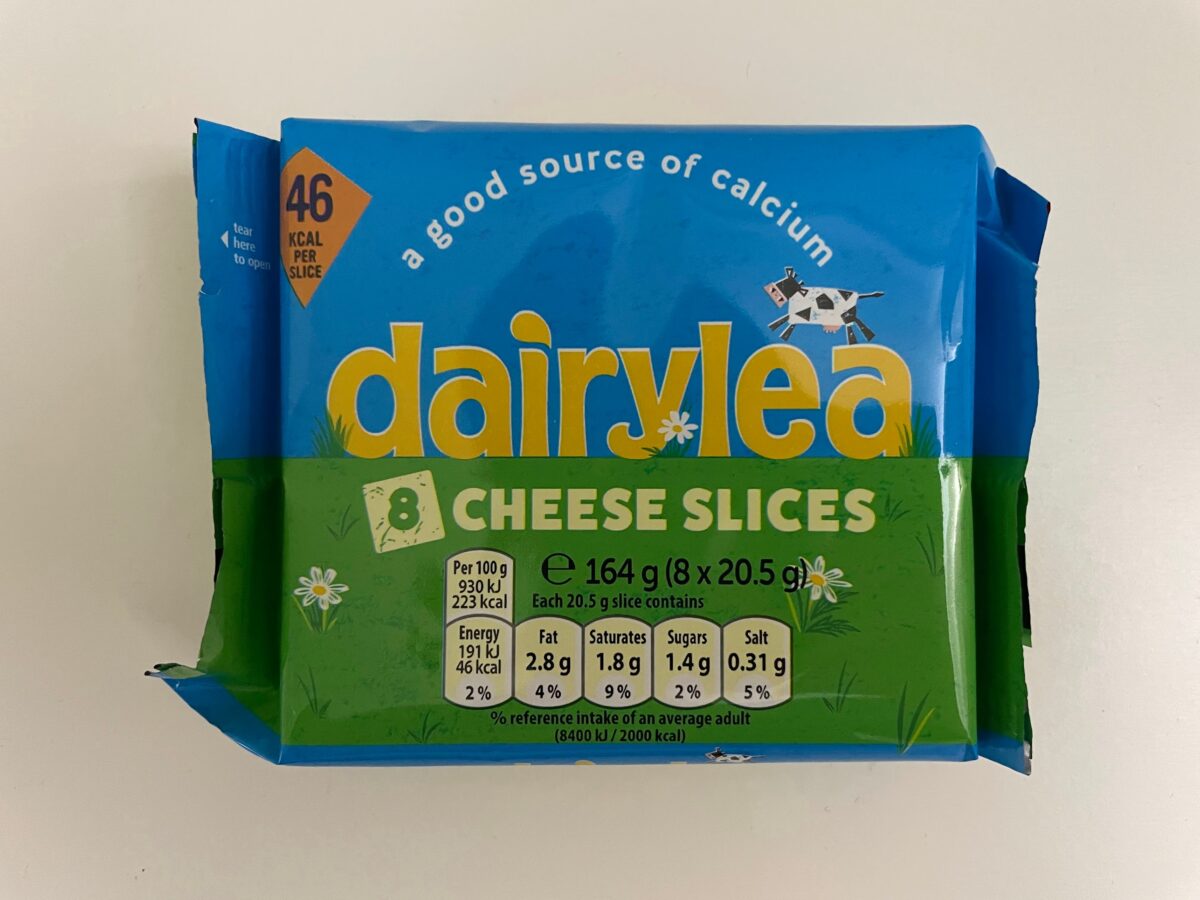 a good source of calcium
46
KCAL
PER
SLICE
tear
here
to open
dairylea
8 CHEESE SLICES
e 164 g (8 x 20.5 g)
Each 20.5 g slice contains
Per 100 g
930 kJ
223 kcal
Energy
191 kJ
46 kcal
2%
Fat
2.8 g
4%
Saturates
1.8 g
9%
Sugars
1.4 g
2%
Salt
0.31 g
5%
% reference intake of an average adult
(8400 kJ / 2000 kcal)